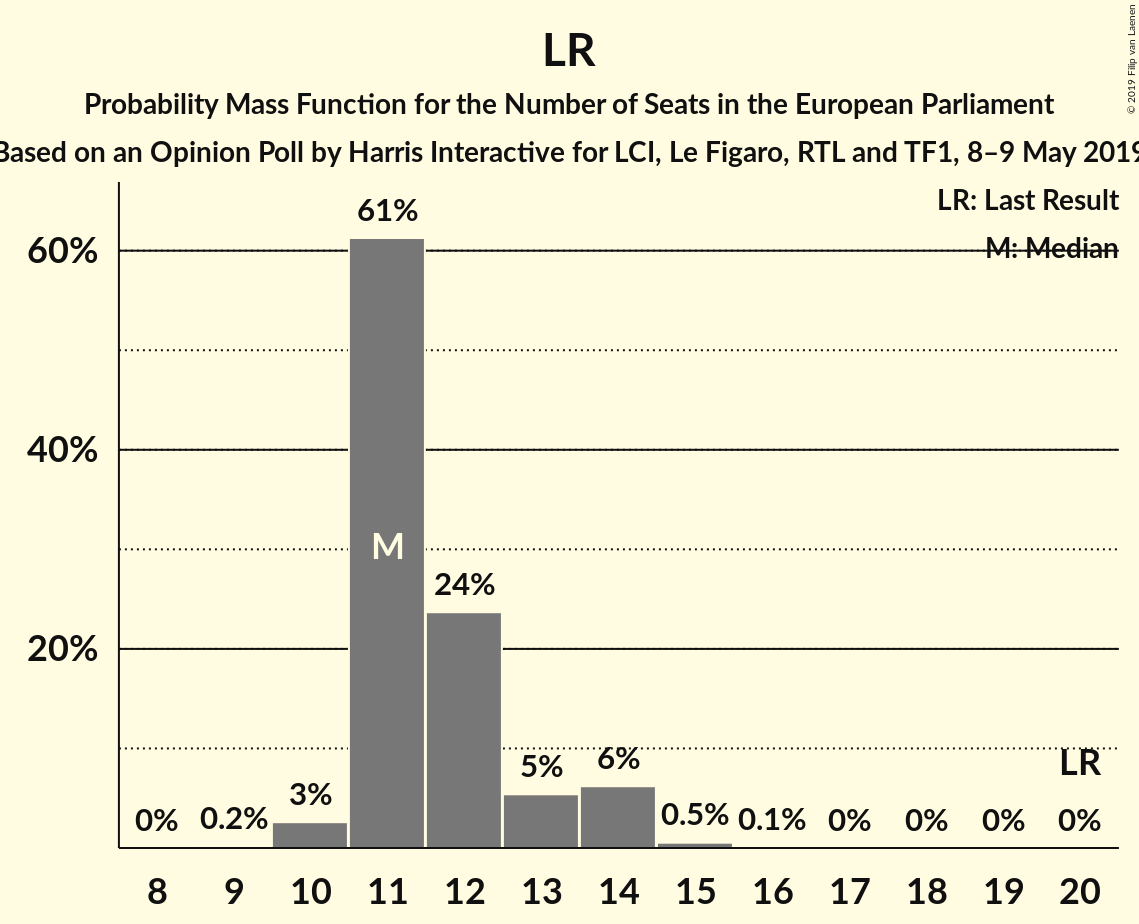 LR
Probability Mass Function for the Number of Seats in the European Parliament
Based on an Opinion Poll by Harris Interactive for LCI, Le Figaro, RTL and TF1, 8–9 May 2019
© 2019 Filip van Laenen
LR: Last Result
M: Median
60%
40%
20%
61%
M
24%
0%
0.2%
3%
5%
6%
0.5%
0.1%
0%
0%
0%
LR
0%
8 9 10 11 12 13 14 15 16 17 18 19 20